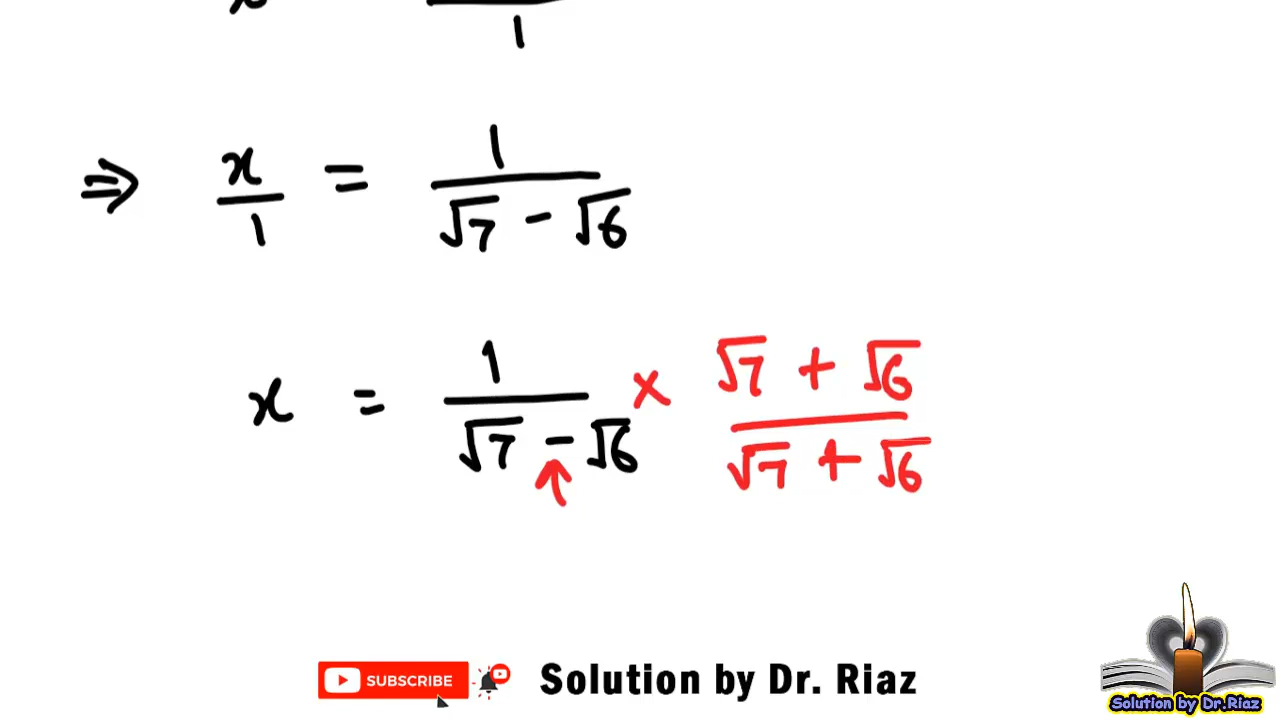 x 1
⇒ x/1 = 1/(√7 - √6)
x = 1/(√7 - √6) × (√7 + √6)/(√7 + √6)
SUBSCRIBE Solution by Dr. Riaz
Solution by Dr.Riaz